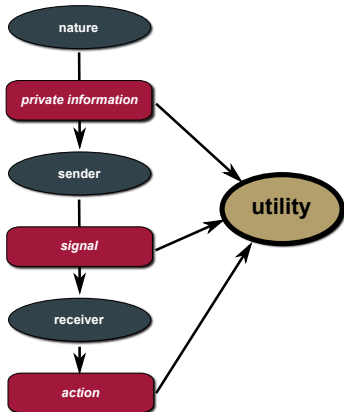 nature
private information
sender
utility
signal
receiver
action